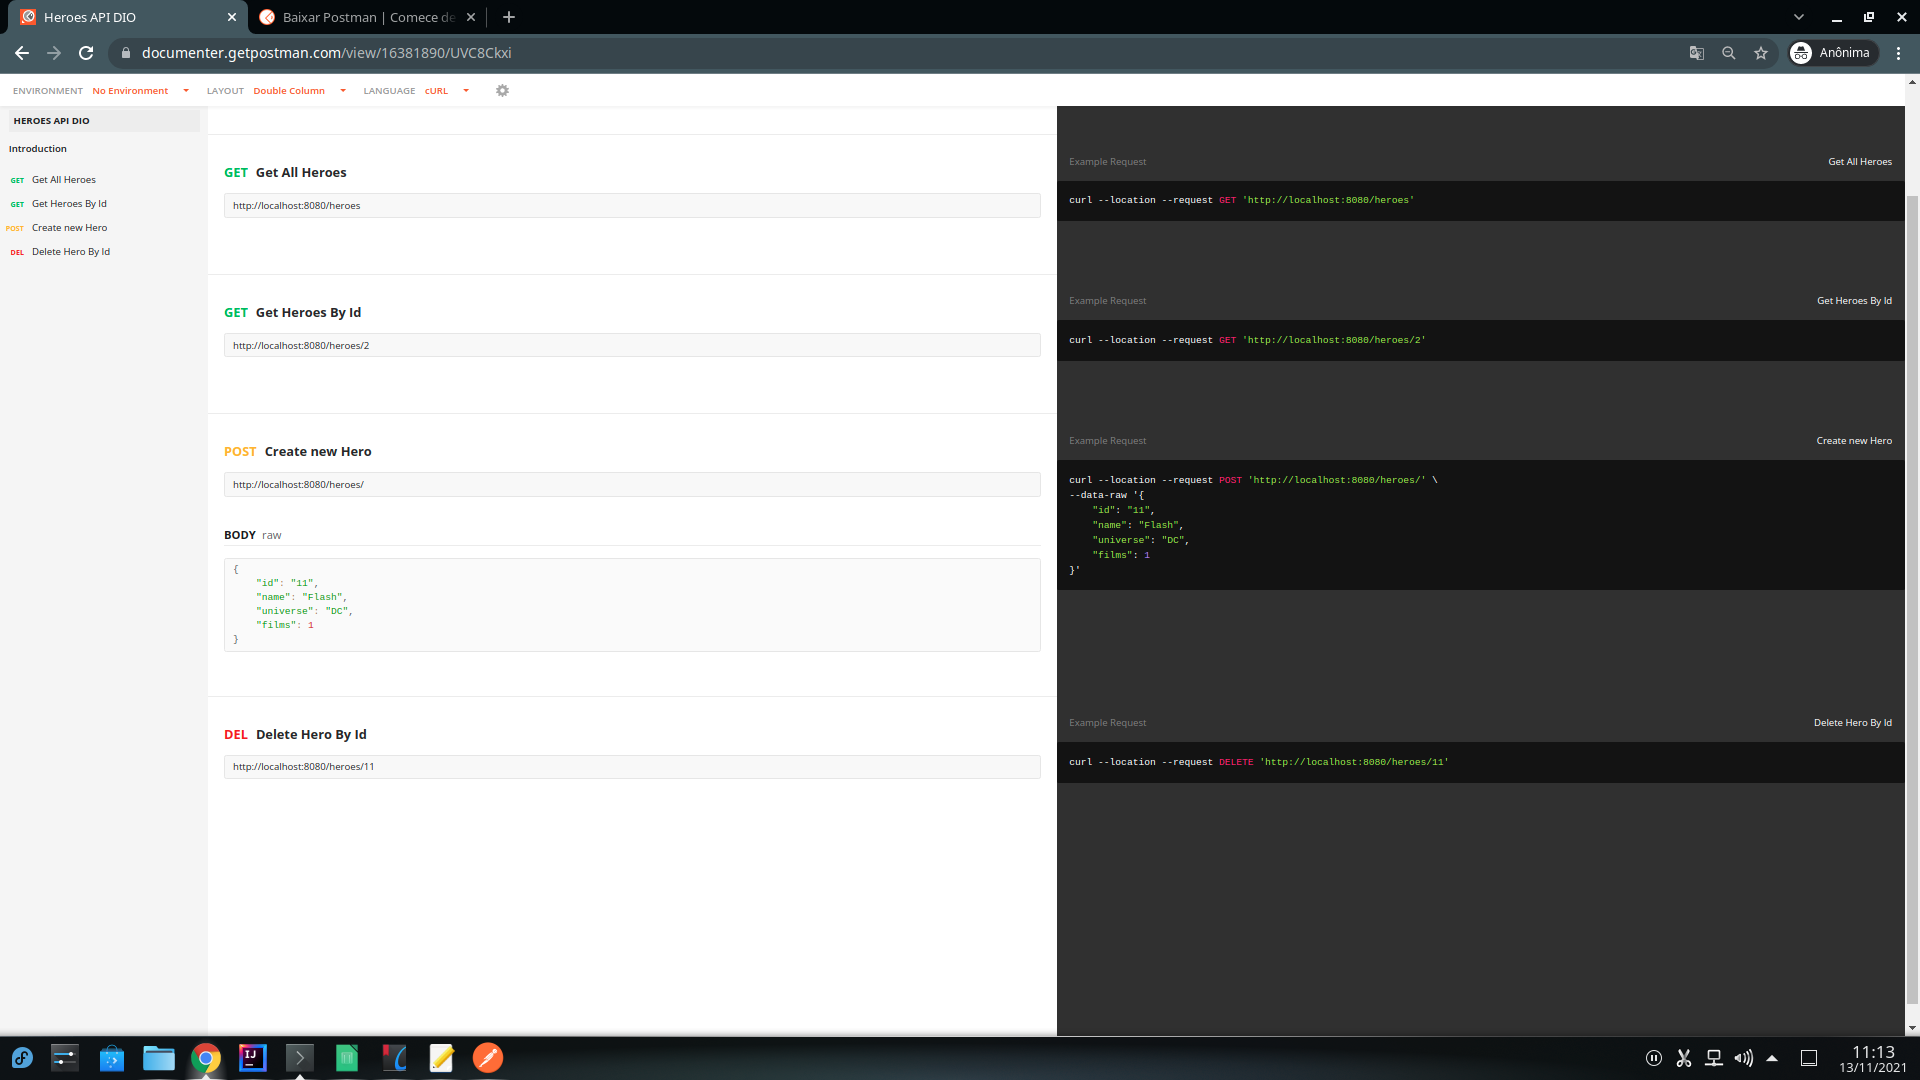 Heroes API DIO
Baixar Postman | Comece de
documenter.getpostman.com/view/16381890/UVC8Ckxi
Anônima
ENVIRONMENT No Environment LAYOUT Double Column LANGUAGE cURL
HEROES API DIO
Introduction
GET Get All Heroes
GET Get Heroes By Id
POST Create new Hero
DEL Delete Hero By Id
GET Get All Heroes
http://localhost:8080/heroes
Example Request Get All Heroes
curl --location --request GET 'http://localhost:8080/heroes'
GET Get Heroes By Id
http://localhost:8080/heroes/2
Example Request Get Heroes By Id
curl --location --request GET 'http://localhost:8080/heroes/2'
POST Create new Hero
http://localhost:8080/heroes/
BODY raw
{
"id": "11",
"name": "Flash",
"universe": "DC",
"films": 1
}
Example Request Create new Hero
curl --location --request POST 'http://localhost:8080/heroes/' \
--data-raw '{
"id": "11",
"name": "Flash",
"universe": "DC",
"films": 1
}'
DEL Delete Hero By Id
http://localhost:8080/heroes/11
Example Request Delete Hero By Id
curl --location --request DELETE 'http://localhost:8080/heroes/11'
IJ
11:13
13/11/2021